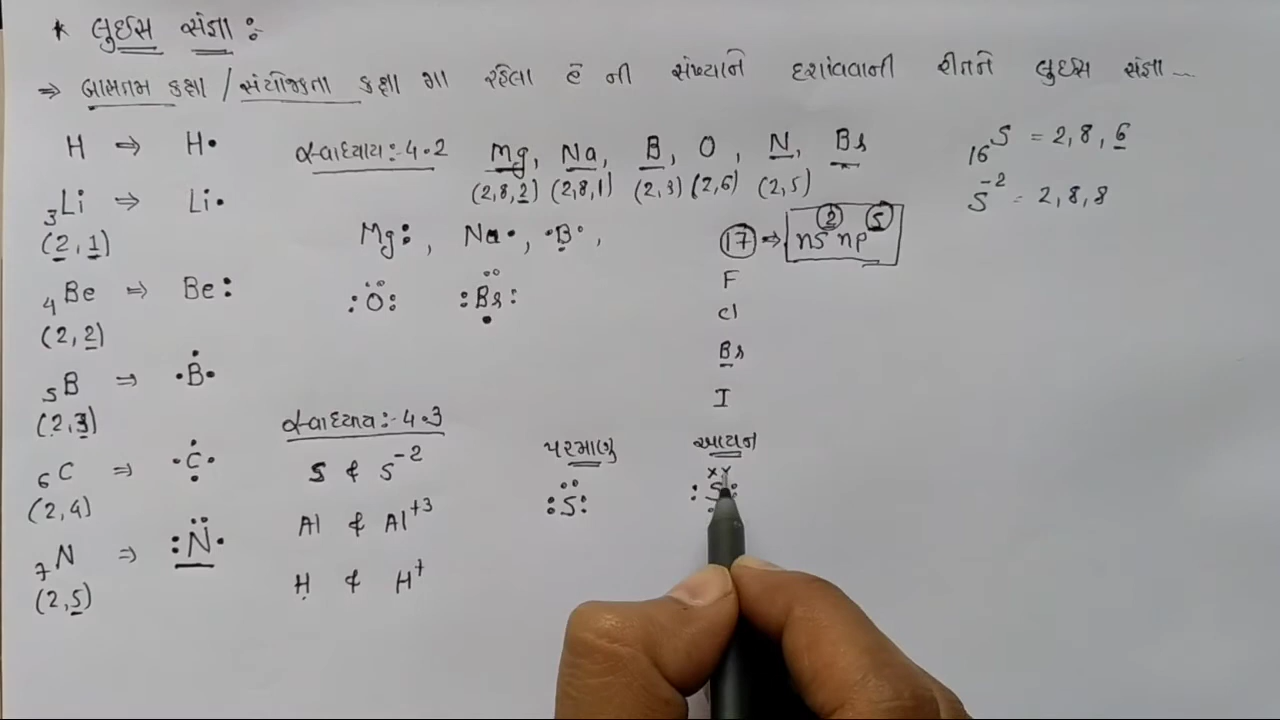 * લુઈસ સંજ્ઞા :-
⇒ બાહ્યતમ કક્ષા / સંયોજકતા કક્ષા મા રહેલા e⁻ ની સંખ્યાને દર્શાવવાની રીતને લુઈસ સંજ્ઞા ...
H ⇒ H•
₃Li ⇒ Li•
(2, 1)
₄Be ⇒ Be:
(2, 2)
₅B ⇒ B
(2,3)
₆C ⇒ C
(2,4)
₇N ⇒ N
(2,5)
સ્વાધ્યાય :- 4.2 Mg, Na, B, O, N, Br
(2,8,2) (2,8,1) (2,3) (2,6) (2,5)
Mg:, Na•, B,
O Br
સ્વાધ્યાય :- 4.3
S & S⁻²
Al & Al⁺³
H & H⁺
17 ⇒ ns² np⁵
F
Cl
Br
I
પરમાણુ આયન
S S
₁₆S = 2,8,6
S⁻² = 2,8,8